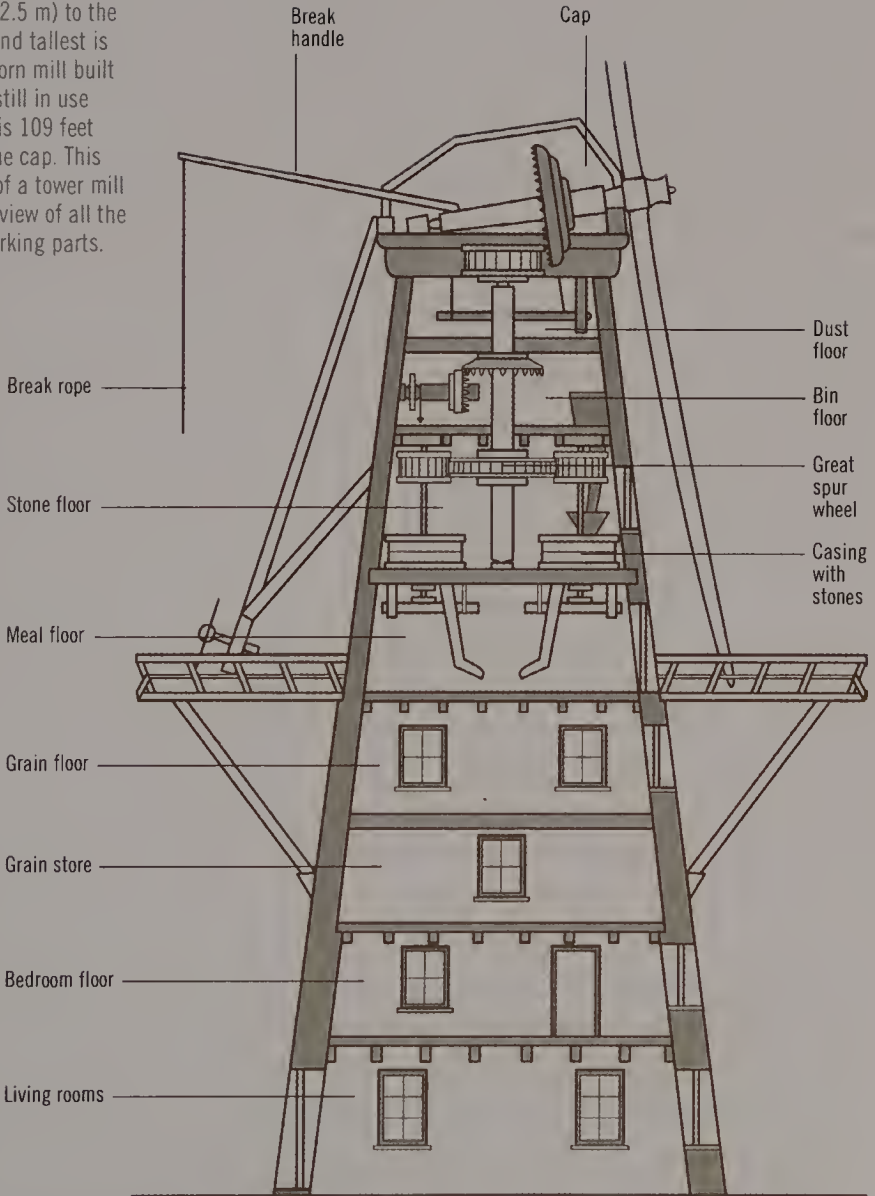 2.5 m) to the
nd tallest is
orn mill built
still in use
is 109 feet
e cap. This
of a tower mill
view of all the
rking parts.
Break
handle
Cap
Break rope
Stone floor
Meal floor
Grain floor
Grain store
Bedroom floor
Living rooms
Dust
floor
Bin
floor
Great
spur
wheel
Casing
with
stones